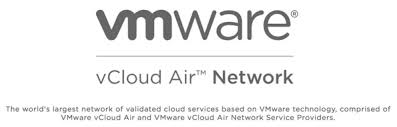 vmware®
vCloud Air™ Network
The world's largest network of validated cloud services based on VMware technology, comprised of
VMware vCloud Air and VMware vCloud Air Network Service Providers.